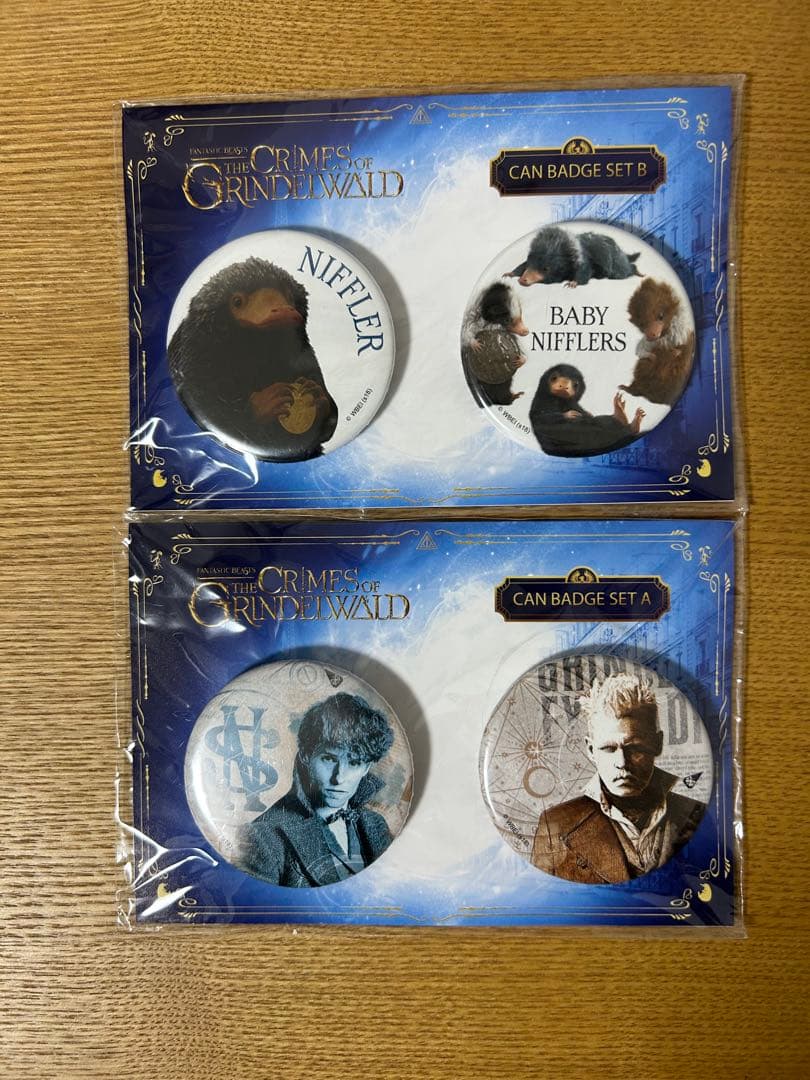 FANTASTIC BEASTS
THE CRIMES OF
GRINDELWALD
CAN BADGE SET B
NIFFLER
© WBEI (s18)
BABY
NIFFLERS
© WBEI (s18)
FANTASTIC BEASTS
THE CRIMES OF
GRINDELWALD
CAN BADGE SET A